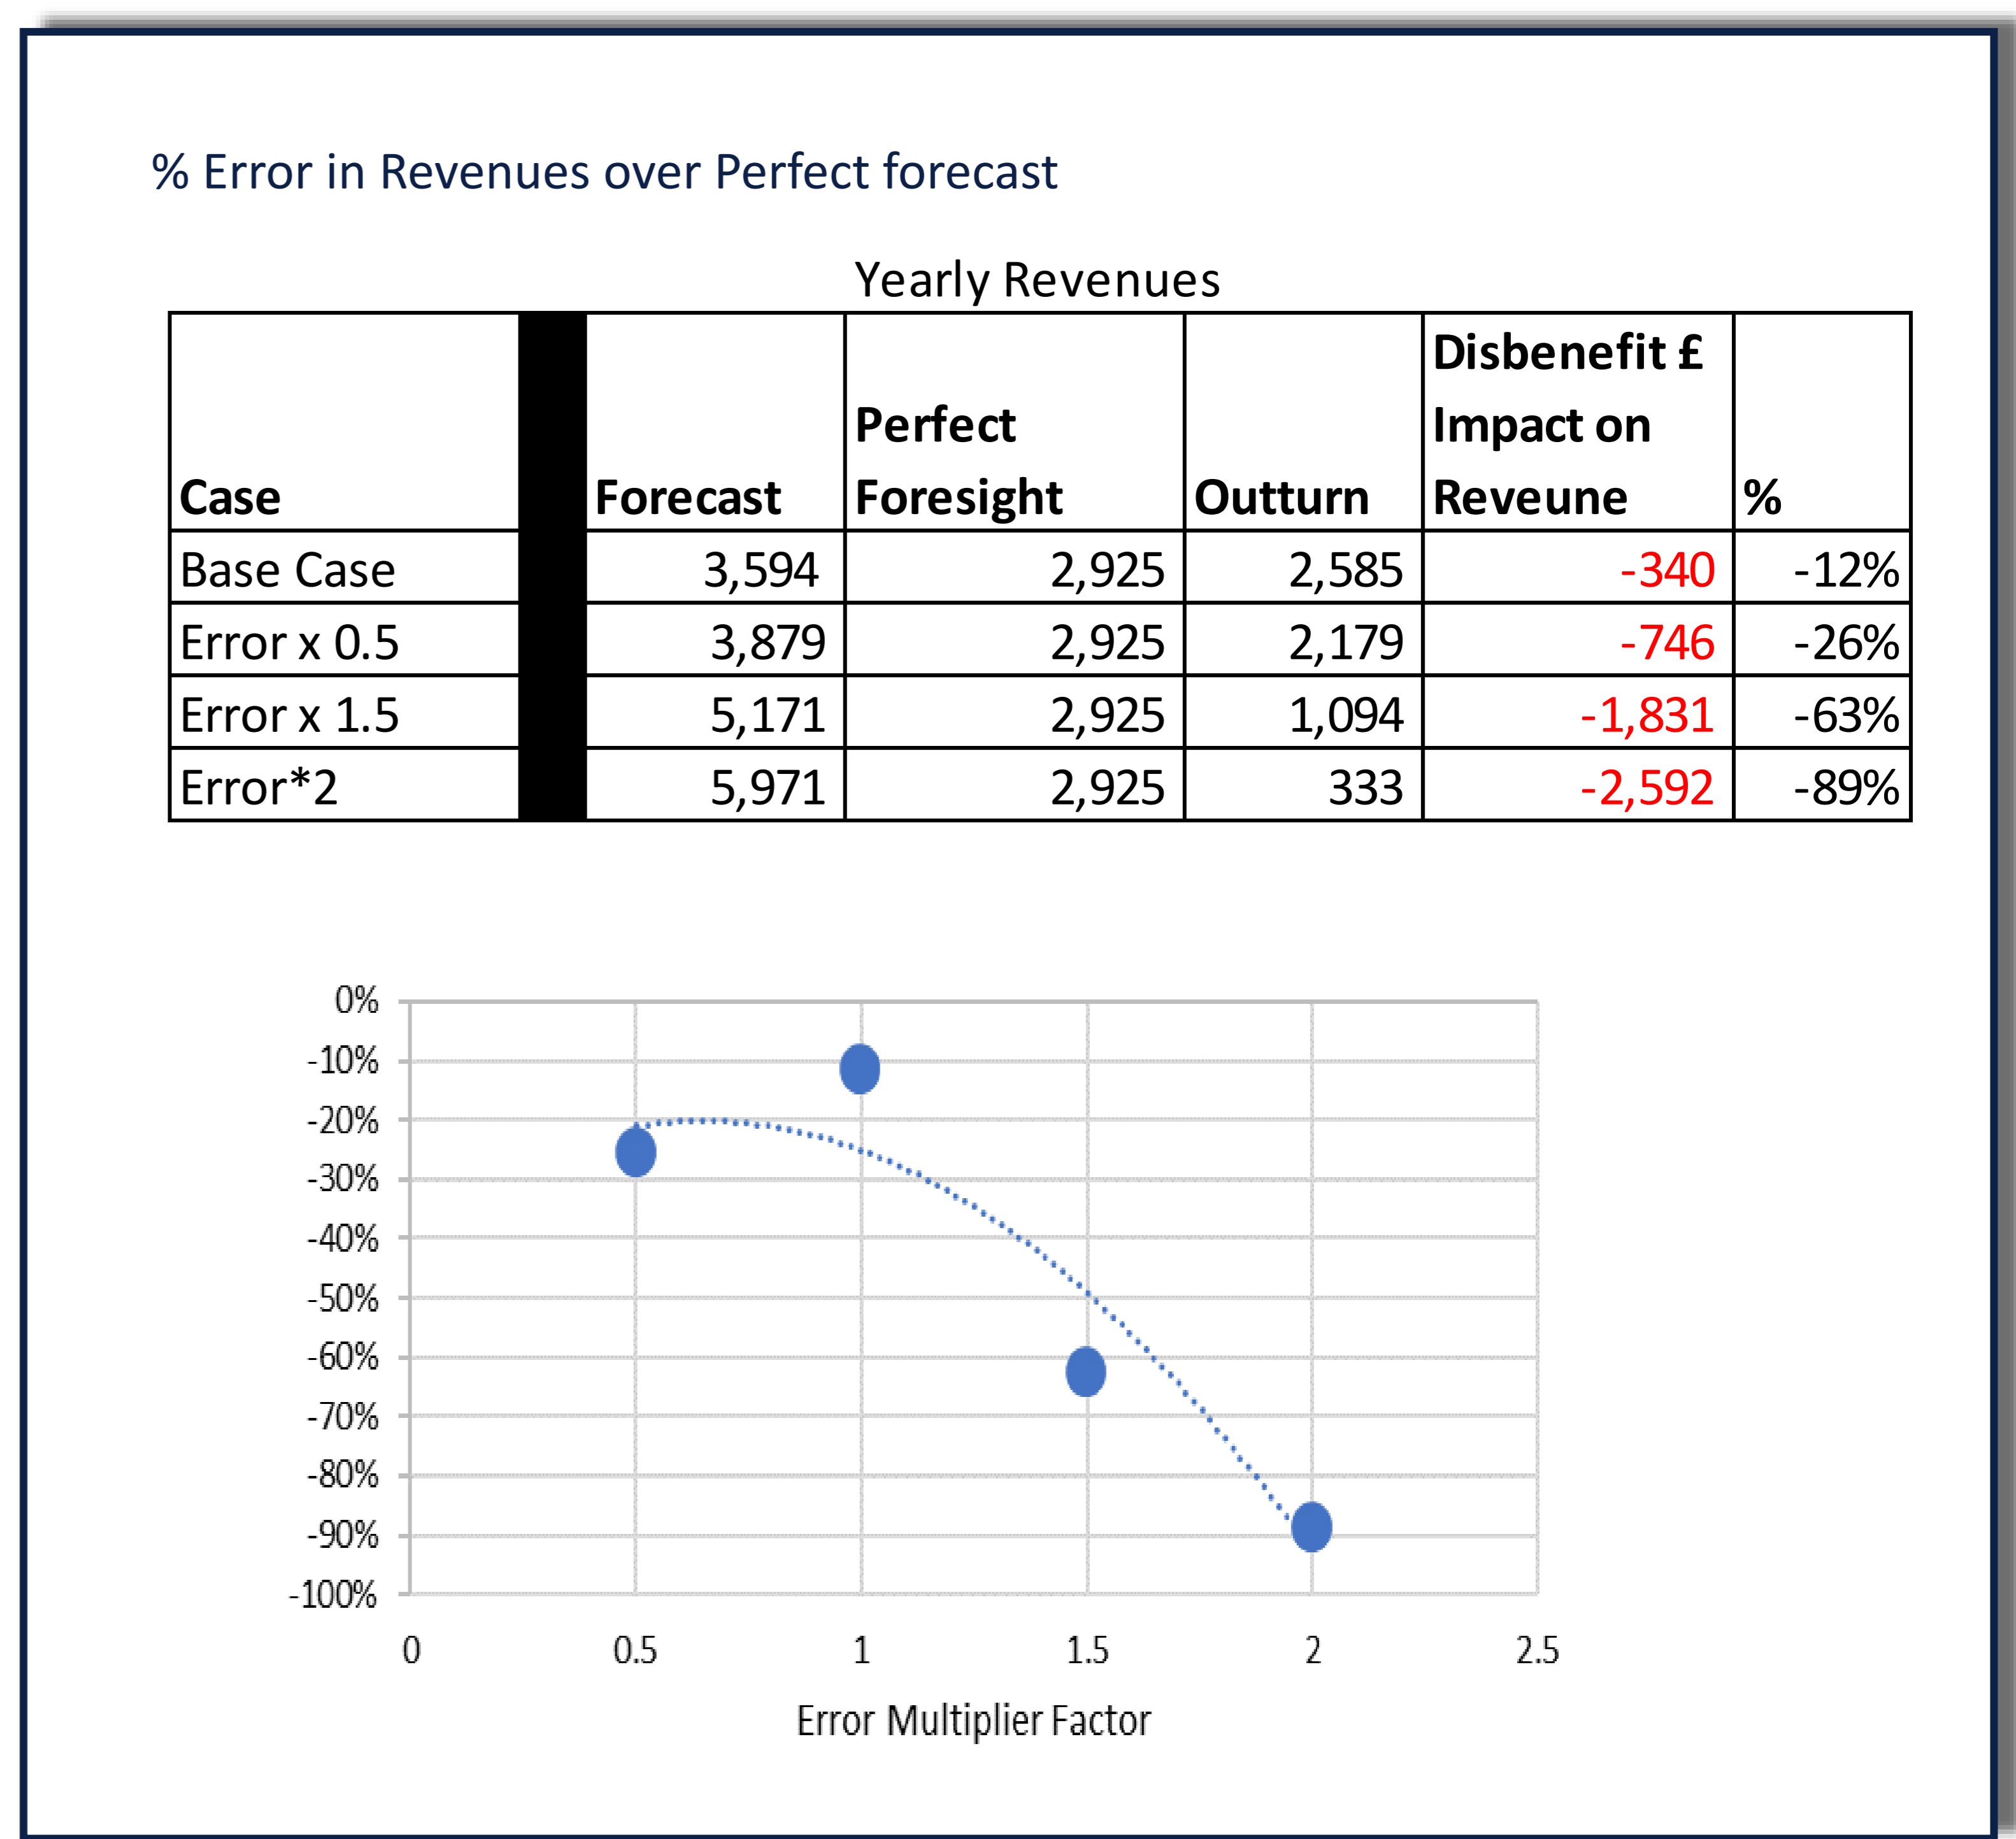 % Error in Revenues over Perfect forecast
Yearly Revenues
Case Forecast Perfect Foresight Outturn Disbenefit £ Impact on Reveune %
Base Case 3,594 2,925 2,585 -340 -12%
Error x 0.5 3,879 2,925 2,179 -746 -26%
Error x 1.5 5,171 2,925 1,094 -1,831 -63%
Error*2 5,971 2,925 333 -2,592 -89%
0%
-10%
-20%
-30%
-40%
-50%
-60%
-70%
-80%
-90%
-100%
0 0.5 1 1.5 2 2.5
Error Multiplier Factor